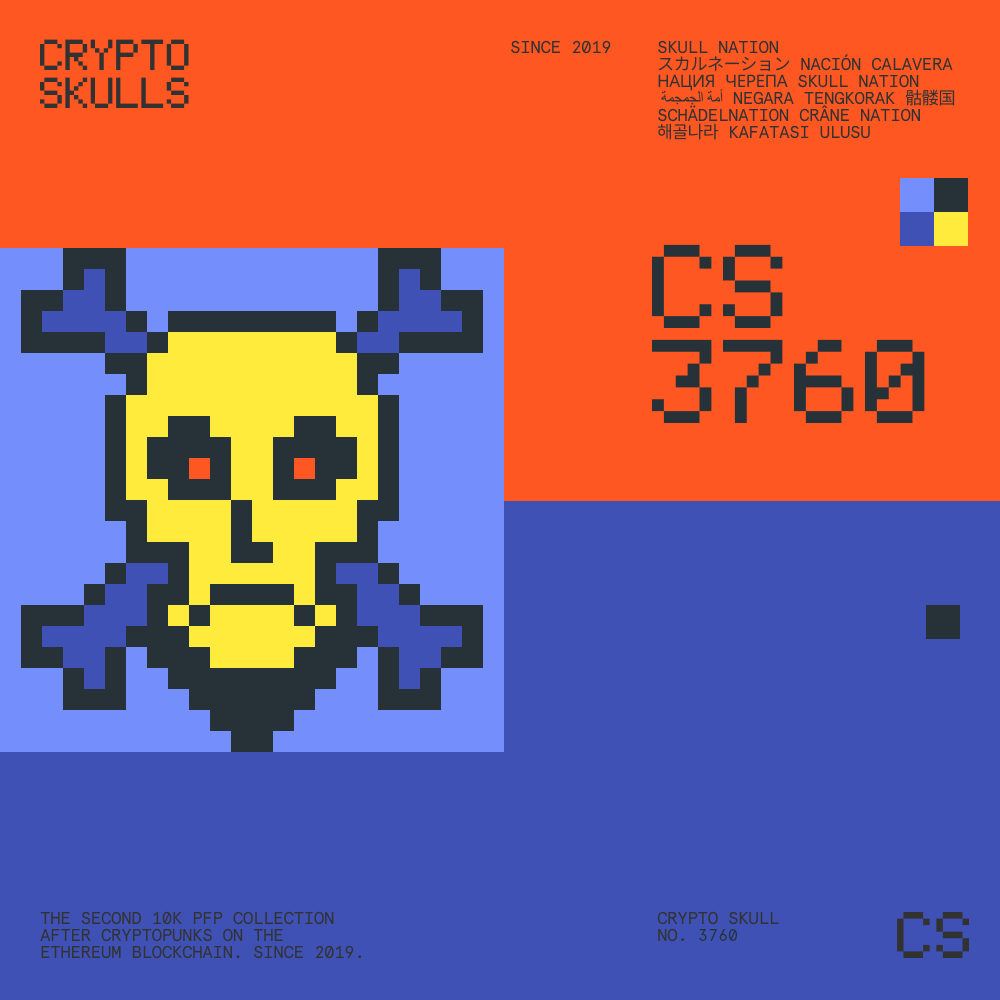 CRYPTO
SKULLS
SINCE 2019
SKULL NATION
スカルネーション NACIÓN CALAVERA
НАЦИЯ ЧЕРЕПА SKULL NATION
أمة الجمجمة NEGARA TENGKORAK 骷髅国
SCHÄDELNATION CRÂNE NATION
해골나라 KAFATASI ULUSU
CS
3760
THE SECOND 10K PFP COLLECTION
AFTER CRYPTOPUNKS ON THE
ETHEREUM BLOCKCHAIN. SINCE 2019.
CRYPTO SKULL
NO. 3760
CS